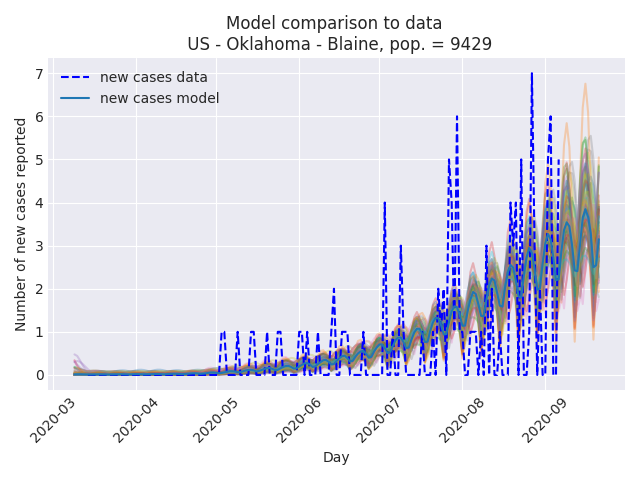 Model comparison to data
US - Oklahoma - Blaine, pop. = 9429
new cases data
new cases model
Number of new cases reported
7
6
5
4
3
2
1
0
2020-03
2020-04
2020-05
2020-06
2020-07
2020-08
2020-09
Day